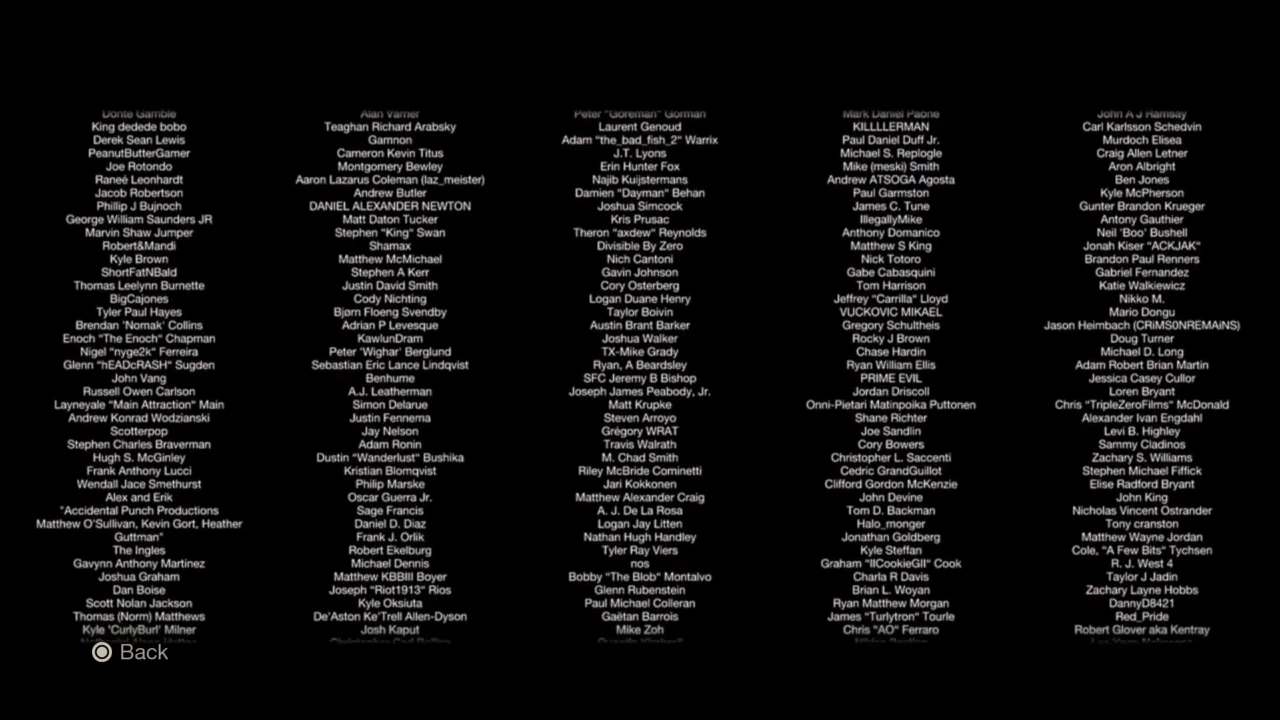 Donte Gamble
King dedede bobo
Derek Sean Lewis
PeanutButterGamer
Joe Rotondo
Raneé Leonhardt
Jacob Robertson
Phillip J Bujnoch
George William Saunders JR
Marvin Shaw Jumper
Robert&Mandi
Kyle Brown
ShortFatNBald
Thomas Leelynn Burnette
BigCajones
Tyler Paul Hayes
Brendan 'Nomak' Collins
Enoch "The Enoch" Chapman
Nigel "nyge2k" Ferreira
Glenn "hEADcRASH" Sugden
John Vang
Russell Owen Carlson
Layneyale "Main Attraction" Main
Andrew Konrad Wodzianski
Scotterpop
Stephen Charles Braverman
Hugh S. McGinley
Frank Anthony Lucci
Wendall Jace Smethurst
Alex and Erik
"Accidental Punch Productions
Matthew O'Sullivan, Kevin Gort, Heather
Guttman"
The Ingles
Gavynn Anthony Martinez
Joshua Graham
Dan Boise
Scott Nolan Jackson
Thomas (Norm) Matthews
Kyle 'CurlyBurl' Milner
Alan Varner
Teaghan Richard Arabsky
Gamnon
Cameron Kevin Titus
Montgomery Bewley
Aaron Lazarus Coleman (laz_meister)
Andrew Butler
DANIEL ALEXANDER NEWTON
Matt Daton Tucker
Stephen "King" Swan
Shamax
Matthew McMichael
Stephen A Kerr
Justin David Smith
Cody Nichting
Bjørn Floeng Svendby
Adrian P Levesque
KawlunDram
Peter 'Wighar' Berglund
Sebastian Eric Lance Lindqvist
Benhume
A.J. Leatherman
Simon Delarue
Justin Fennema
Jay Nelson
Adam Ronin
Dustin "Wanderlust" Bushika
Kristian Blomqvist
Philip Marske
Oscar Guerra Jr.
Sage Francis
Daniel D. Diaz
Frank J. Orlik
Robert Ekelburg
Michael Dennis
Matthew KBBIII Boyer
Joseph "Riot1913" Rios
Kyle Oksiuta
De'Aston Ke'Trell Allen-Dyson
Josh Kaput
Peter "Goreman" Gorman
Laurent Genoud
Adam "the_bad_fish_2" Warrix
J.T. Lyons
Erin Hunter Fox
Najib Kuijstermans
Damien "Dayman" Behan
Joshua Simcock
Kris Prusac
Theron "axdew" Reynolds
Divisible By Zero
Nich Cantoni
Gavin Johnson
Cory Osterberg
Logan Duane Henry
Taylor Boivin
Austin Brant Barker
Joshua Walker
TX-Mike Grady
Ryan, A Beardsley
SFC Jeremy B Bishop
Joseph James Peabody, Jr.
Matt Krupke
Steven Arroyo
Grégory WRAT
Travis Walrath
M. Chad Smith
Riley McBride Cominetti
Jari Kokkonen
Matthew Alexander Craig
A. J. De La Rosa
Logan Jay Litten
Nathan Hugh Handley
Tyler Ray Viers
nos
Bobby "The Blob" Montalvo
Glenn Rubenstein
Paul Michael Colleran
Gaëtan Barrois
Mike Zoh
Mark Daniel Paone
KILLLLERMAN
Paul Daniel Duff Jr.
Michael S. Replogle
Mike (meski) Smith
Andrew ATSOGA Agosta
Paul Garmston
James C. Tune
IllegallyMike
Anthony Domanico
Matthew S King
Nick Totoro
Gabe Cabasquini
Tom Harrison
Jeffrey "Carrilla" Lloyd
VUCKOVIC MIKAEL
Gregory Schultheis
Rocky J Brown
Chase Hardin
Ryan William Ellis
PRIME EVIL
Jordan Driscoll
Onni-Pietari Matinpoika Puttonen
Shane Richter
Joe Sandlin
Cory Bowers
Christopher L. Saccenti
Cedric GrandGuillot
Clifford Gordon McKenzie
John Devine
Tom D. Backman
Halo_monger
Jonathan Goldberg
Kyle Steffan
Graham "IICookieGII" Cook
Charla R Davis
Brian L. Woyan
Ryan Matthew Morgan
James "Turlytron" Tourle
Chris "AO" Ferraro
John A J Ramsay
Carl Karlsson Schedvin
Murdoch Elisea
Craig Allen Letner
Aron Albright
Ben Jones
Kyle McPherson
Gunter Brandon Krueger
Antony Gauthier
Neil 'Boo' Bushell
Jonah Kiser "ACKJAK"
Brandon Paul Renners
Gabriel Fernandez
Katie Walkiewicz
Nikko M.
Mario Dongu
Jason Heimbach (CRiMS0NREMAiNS)
Doug Turner
Michael D. Long
Adam Robert Brian Martin
Jessica Casey Cullor
Loren Bryant
Chris "TripleZeroFilms" McDonald
Alexander Ivan Engdahl
Levi B. Highley
Sammy Cladinos
Zachary S. Williams
Stephen Michael Fiffick
Elise Radford Bryant
John King
Nicholas Vincent Ostrander
Tony cranston
Matthew Wayne Jordan
Cole, "A Few Bits" Tychsen
R. J. West 4
Taylor J Jadin
Zachary Layne Hobbs
DannyD8421
Red_Pride
Robert Glover aka Kentray
Back